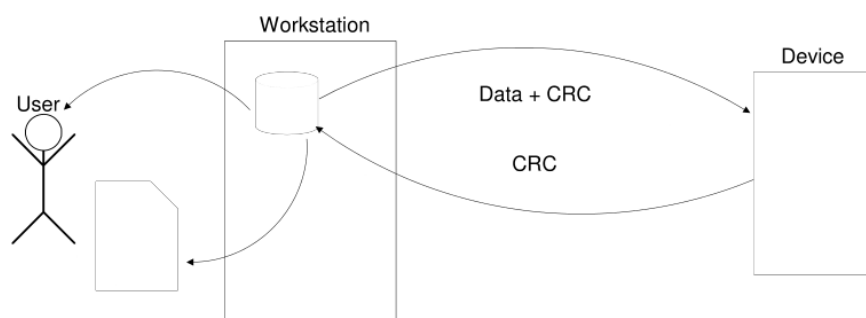 Workstation
Device
User
Data + CRC
CRC